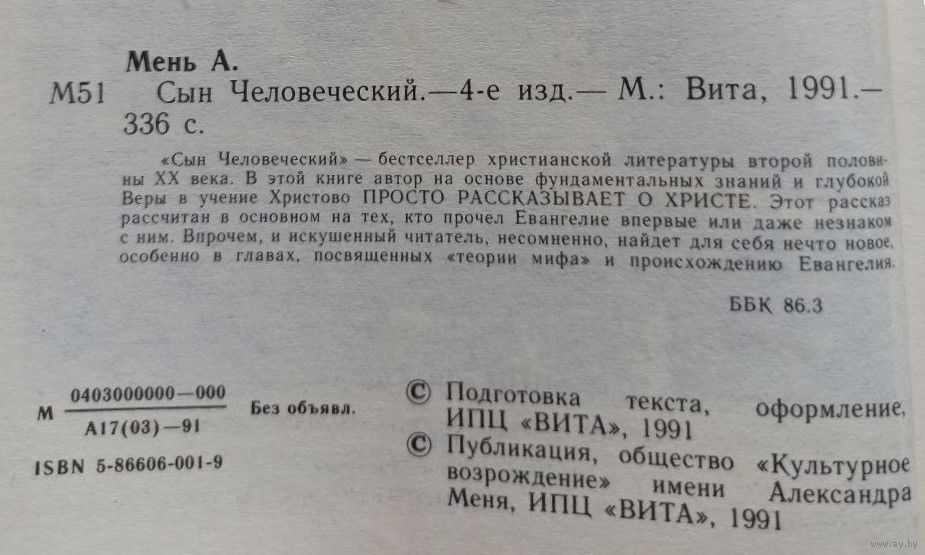 Мень А.
М51 Сын Человеческий.—4-е изд.— М.: Вита, 1991.—
336 с.
«Сын Человеческий» — бестселлер христианской литературы второй полови-
ны XX века. В этой книге автор на основе фундаментальных знаний и глубокой
Веры в учение Христово ПРОСТО РАССКАЗЫВАЕТ О ХРИСТЕ. Этот рассказ
рассчитан в основном на тех, кто прочел Евангелие впервые или даже незнаком
с ним. Впрочем, и искушенный читатель, несомненно, найдет для себя нечто новое,
особенно в главах, посвященных «теории мифа» и происхождению Евангелия.
ББК 86.3
М 0403000000—000
А17(03)—91
Без объявл.
ISBN 5-86606-001-9
© Подготовка текста, оформление,
ИПЦ «ВИТА», 1991
© Публикация, общество «Культурное
возрождение» имени Александра
Меня, ИПЦ «ВИТА», 1991
www.ay.by